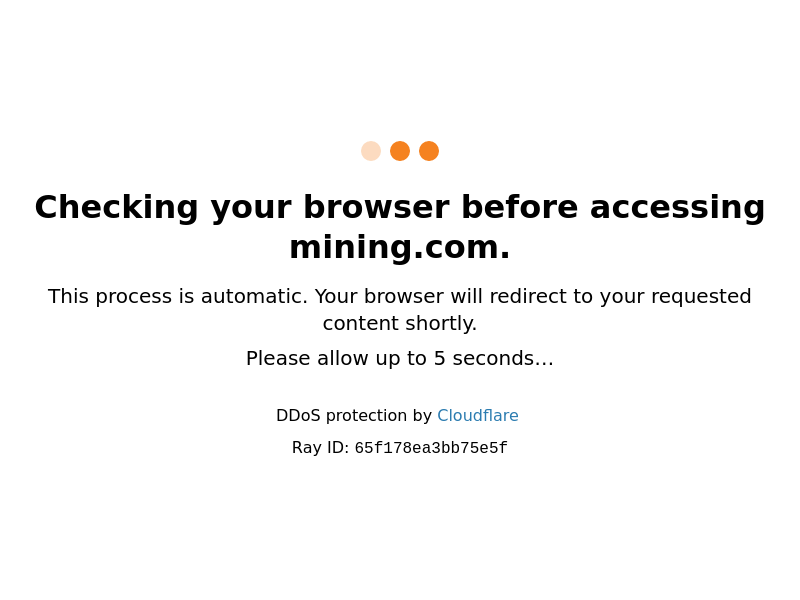 Checking your browser before accessing
mining.com.
This process is automatic. Your browser will redirect to your requested
content shortly.
Please allow up to 5 seconds…
DDoS protection by Cloudflare
Ray ID: 65f178ea3bb75e5f